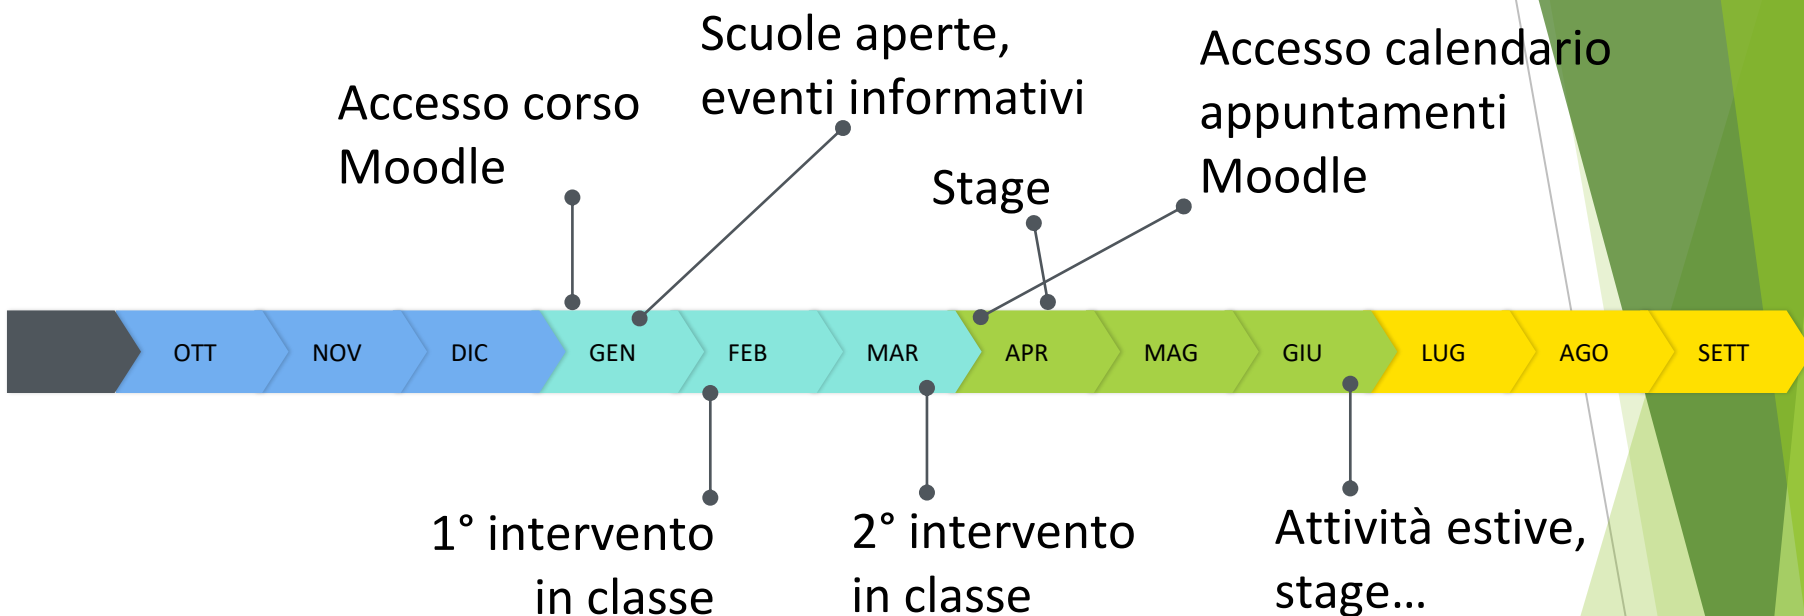 Scuole aperte,
eventi informativi
Accesso calendario
appuntamenti
Moodle
Accesso corso
Moodle
Stage
OTT NOV DIC GEN FEB MAR APR MAG GIU LUG AGO SETT
1° intervento
in classe
2° intervento
in classe
Attività estive,
stage...